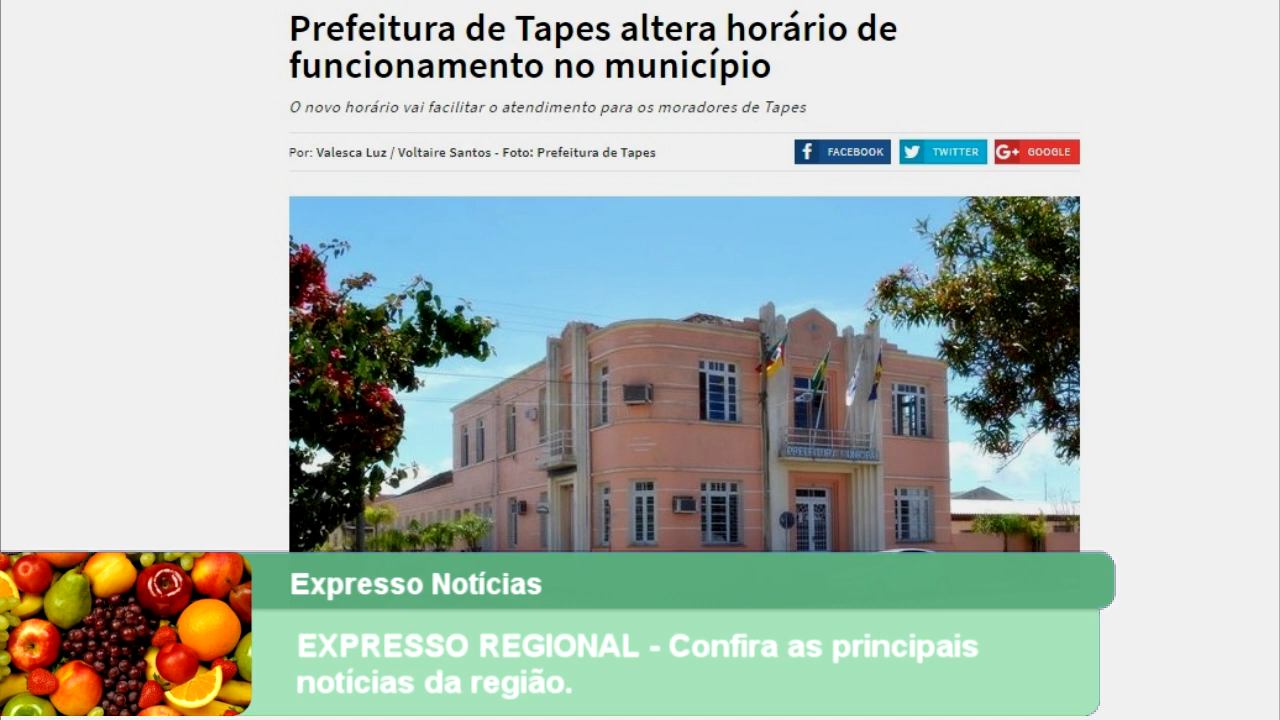 Prefeitura de Tapes altera horário de
funcionamento no município
O novo horário vai facilitar o atendimento para os moradores de Tapes
Por: Valesca Luz / Voltaire Santos - Foto: Prefeitura de Tapes
FACEBOOK
TWITTER
GOOGLE
PREFEITURA MUNICIPAL
Expresso Notícias
EXPRESSO REGIONAL - Confira as principais
notícias da região.